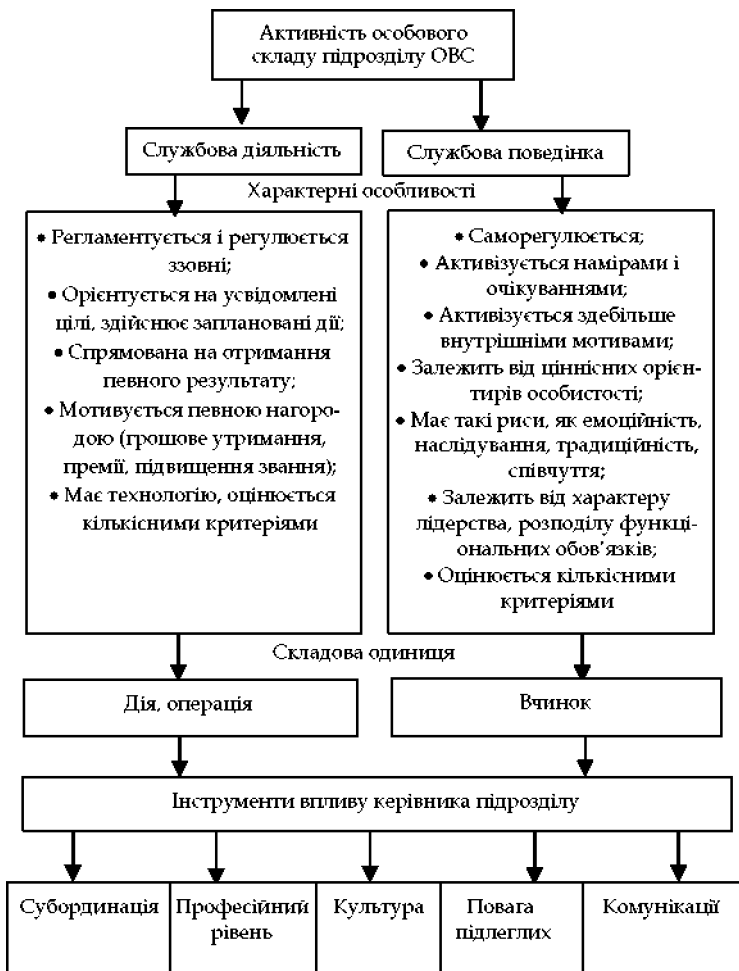 Активність особового
складу підрозділу ОВС
Службова діяльність
Службова поведінка
Характерні особливості
• Регламентується і регулюється
ззовні;
• Орієнтується на усвідомлені
цілі, здійснює заплановані дії;
• Спрямована на отримання
певного результату;
• Мотивується певною нагоро-
дою (грошове утримання,
премії, підвищення звання);
• Має технологію, оцінюється
кількісними критеріями
• Саморегулюється;
• Активізується намірами і
очікуваннями;
• Активізується здебільше
внутрішніми мотивами;
• Залежить від ціннісних орієн-
тирів особистості;
• Має такі риси, як емоційність,
наслідування, традиційність,
співчуття;
• Залежить від характеру
лідерства, розподілу функці-
ональних обов'язків;
• Оцінюється кількісними
критеріями
Складова одиниця
Дія, операція
Вчинок
Інструменти впливу керівника підрозділу
Субординація
Професійний
рівень
Культура
Повага
підлеглих
Комунікації